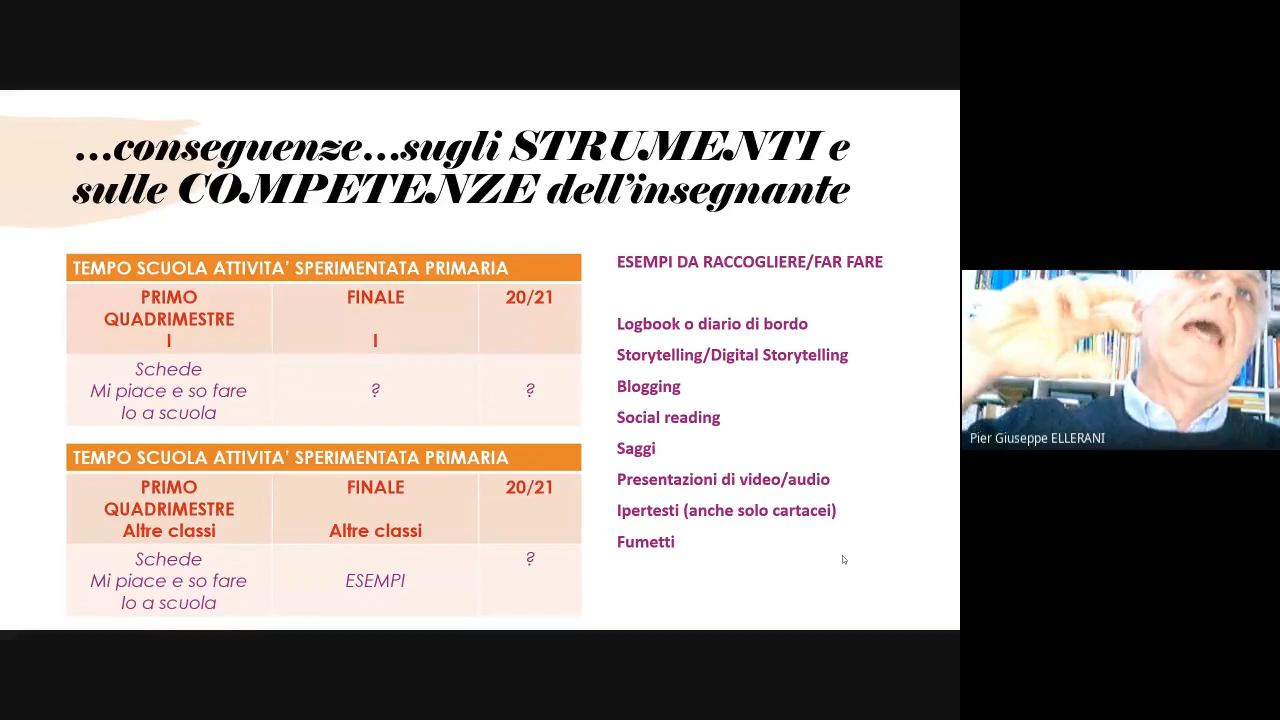 ...conseguenze...sugli STRUMENTI e
sulle COMPETENZE dell'insegnante
TEMPO SCUOLA ATTIVITA' SPERIMENTATA PRIMARIA
PRIMO QUADRIMESTRE I
FINALE I
20/21
Schede
Mi piace e so fare
Io a scuola
?
?
TEMPO SCUOLA ATTIVITA' SPERIMENTATA PRIMARIA
PRIMO QUADRIMESTRE Altre classi
FINALE Altre classi
20/21
Schede
Mi piace e so fare
Io a scuola
ESEMPI
?
ESEMPI DA RACCOGLIERE/FAR FARE
Logbook o diario di bordo
Storytelling/Digital Storytelling
Blogging
Social reading
Saggi
Presentazioni di video/audio
Ipertesti (anche solo cartacei)
Fumetti
Pier Giuseppe ELLERANI